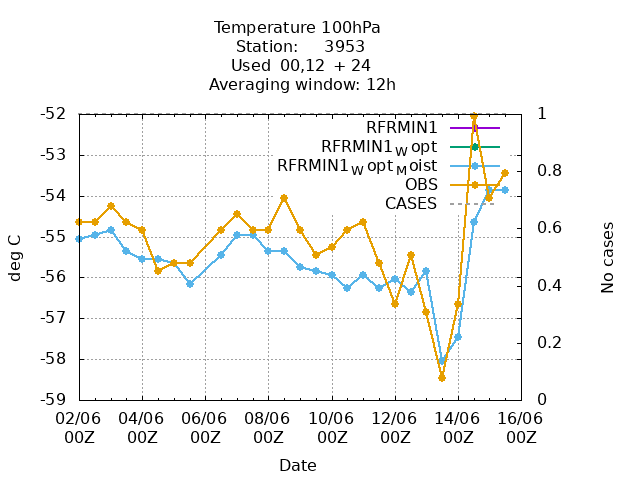 Temperature 100hPa
Station: 3953
Used 00,12 + 24
Averaging window: 12h
-52 1
RFRMIN1
-53
RFRMIN1W opt
RFRMIN1W optM oist
0.8
OBS
-54
CASES
0.6
-55
deg C
No cases
-56
0.4
-57
0.2
-58
-59 0
02/06 04/06 06/06 08/06 10/06 12/06 14/06 16/06
00Z 00Z 00Z 00Z 00Z 00Z 00Z 00Z
Date